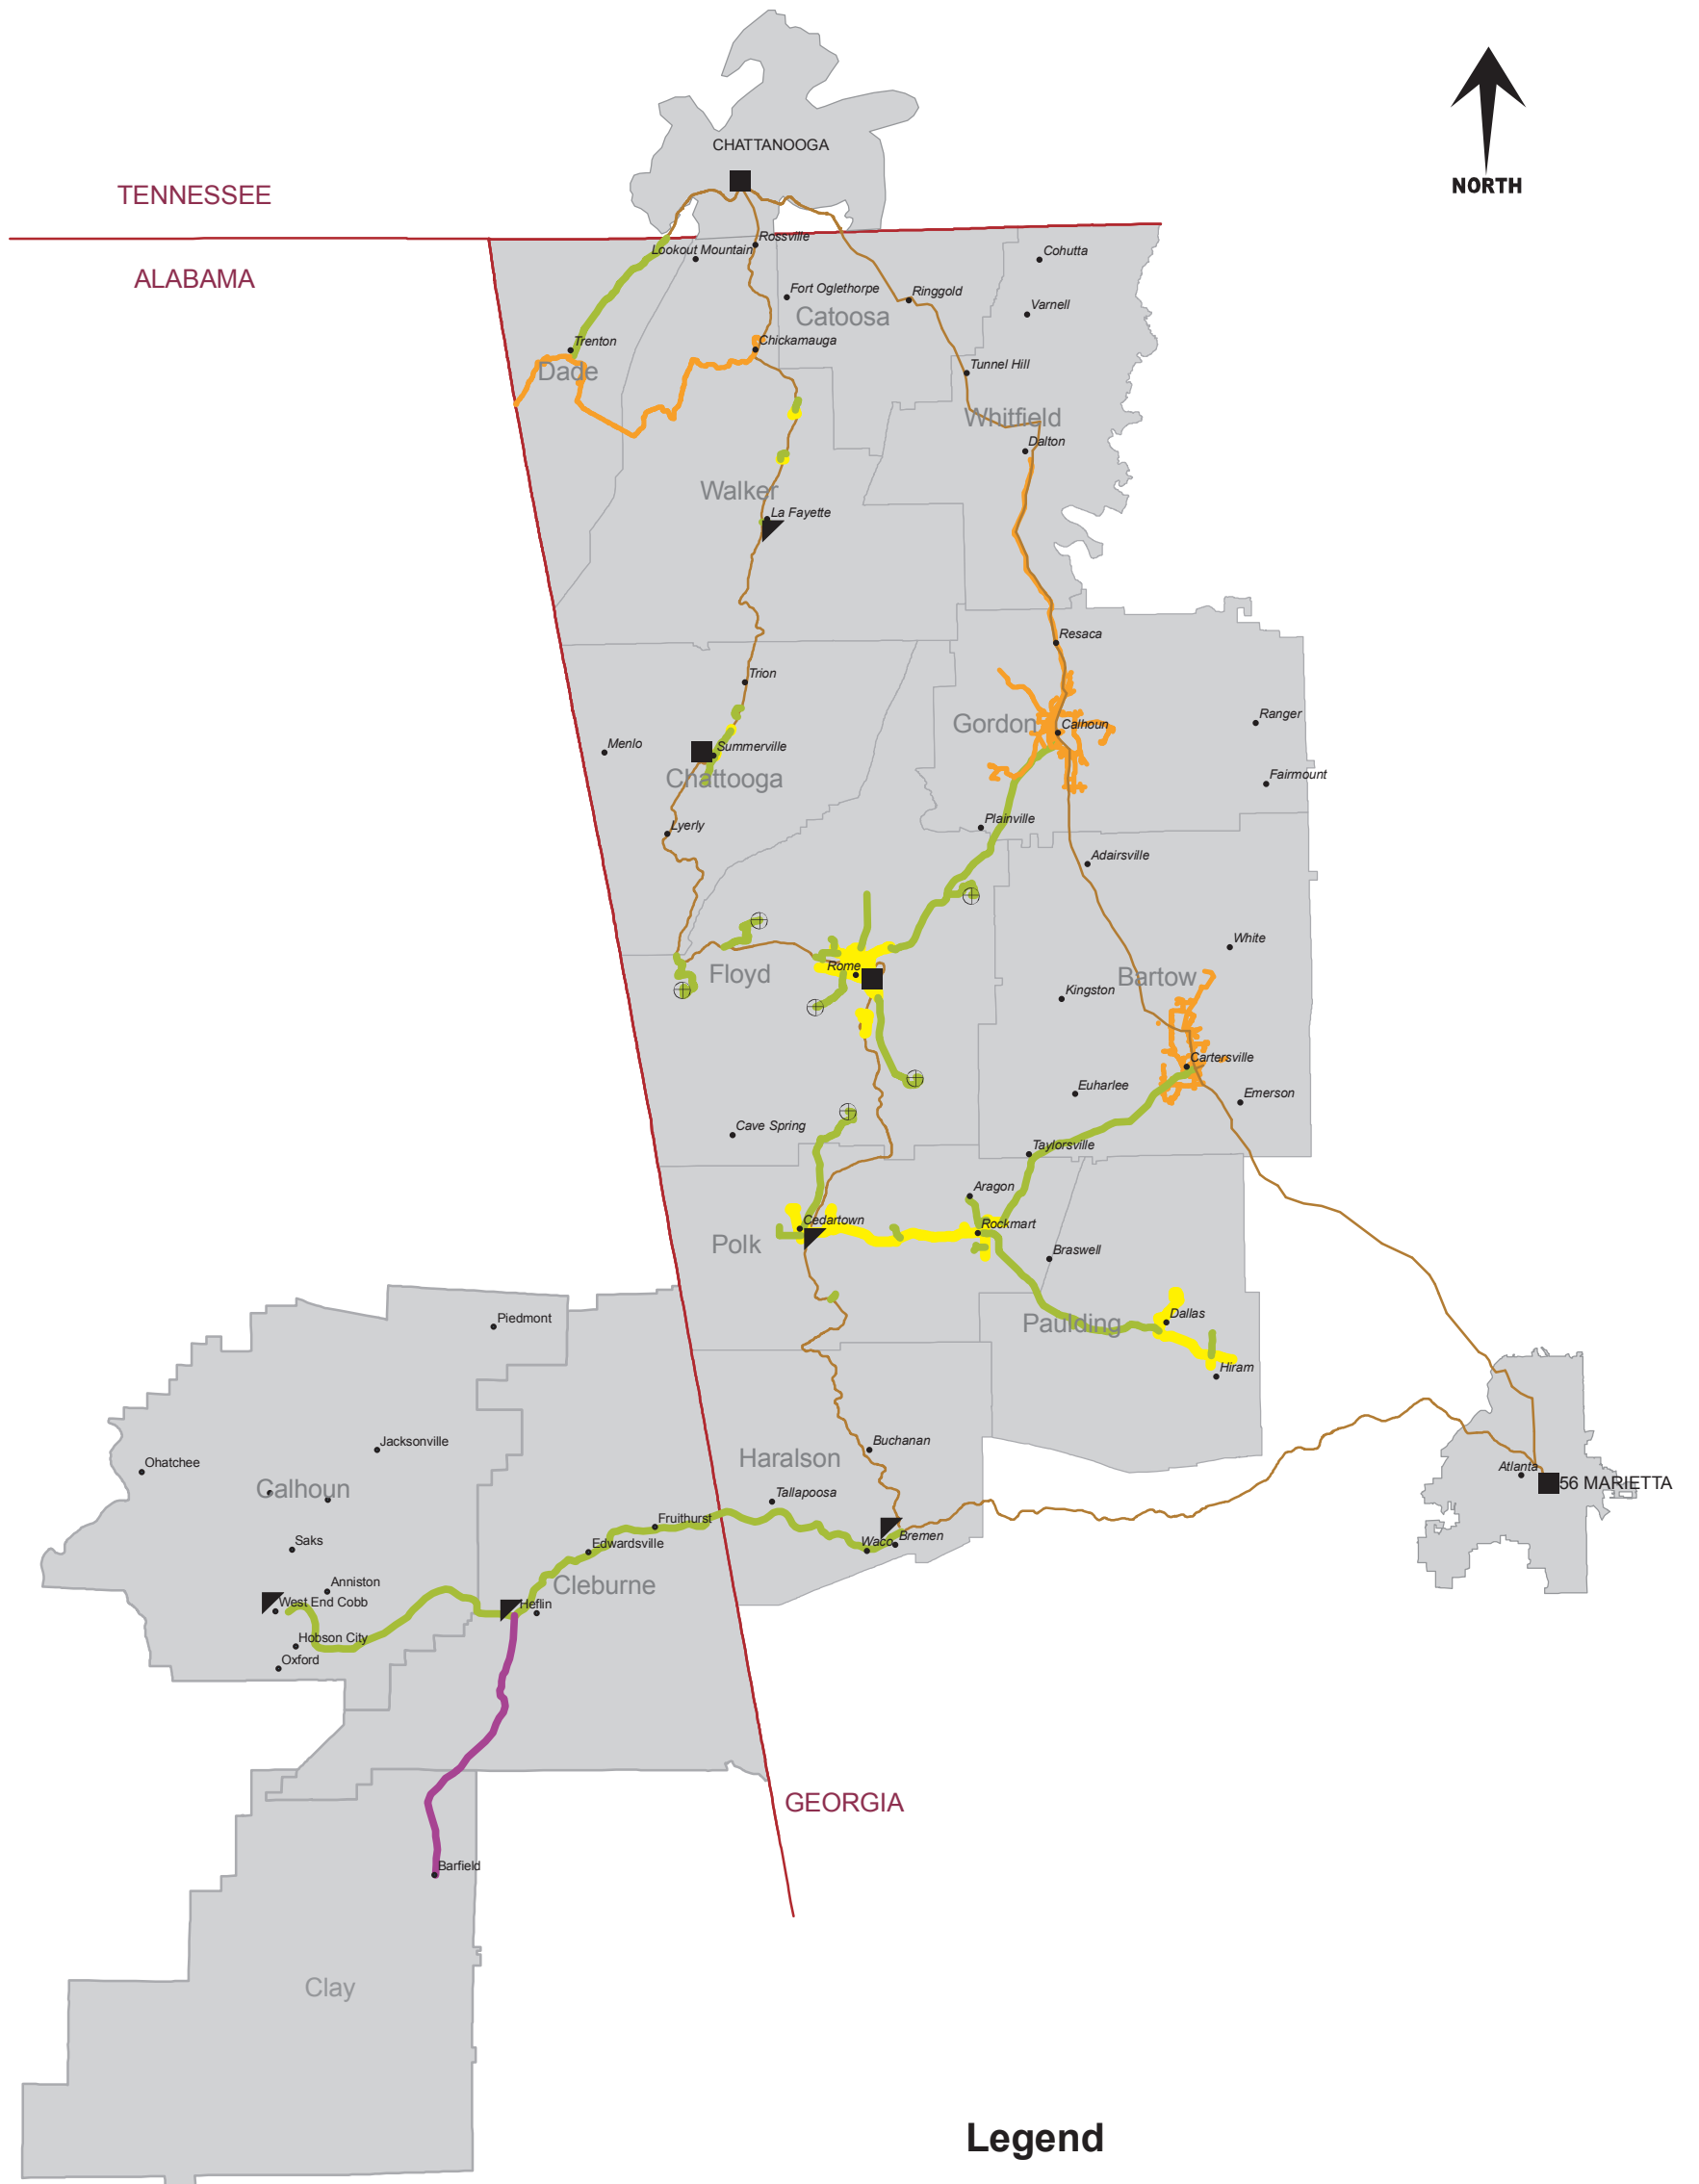 CHATTANOOGA
TENNESSEE
NORTH
Rossville
Lookout Mountain
Cohutta
ALABAMA
Fort Oglethorpe
Ringgold
Varnell
Catoosa
Trenton
Chickamauga
Dade
Tunnel Hill
Whitfield
Dalton
Walker
La Fayette
Resaca
Trion
Ranger
Gordon
Calhoun
Menlo
Summerville
Chattooga
Fairmount
Plainville
Lyerly
Adairsville
White
Rome
Floyd
Bartow
Kingston
Cartersville
Euharlee
Emerson
Cave Spring
Taylorsville
Aragon
Cedartown
Rockmart
Polk
Braswell
Dallas
Piedmont
Paulding
Hiram
Jacksonville
Buchanan
Ohatchee
Haralson
Atlanta
56 MARIETTA
Calhoun
Tallapoosa
Fruithurst
Saks
Edwardsville
Waco
Bremen
Anniston
Cleburne
West End Cobb
Heflin
Hobson City
Oxford
GEORGIA
Barfield
Clay
Legend